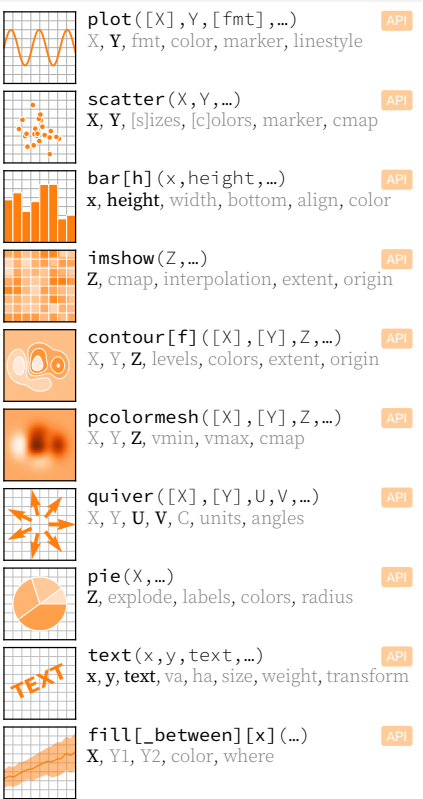 plot([X],Y,[fmt],…) API
X, Y, fmt, color, marker, linestyle
scatter(X,Y,…) API
X, Y, [s]izes, [c]olors, marker, cmap
bar[h](x,height,…) API
x, height, width, bottom, align, color
imshow(Z,…) API
Z, cmap, interpolation, extent, origin
contour[f]([X],[Y],Z,…) API
X, Y, Z, levels, colors, extent, origin
pcolormesh([X],[Y],Z,…) API
X, Y, Z, vmin, vmax, cmap
quiver([X],[Y],U,V,…) API
X, Y, U, V, C, units, angles
pie(X,…) API
Z, explode, labels, colors, radius
text(x,y,text,…) API
x, y, text, va, ha, size, weight, transform
TEXT
fill[_between][x](…) API
X, Y1, Y2, color, where